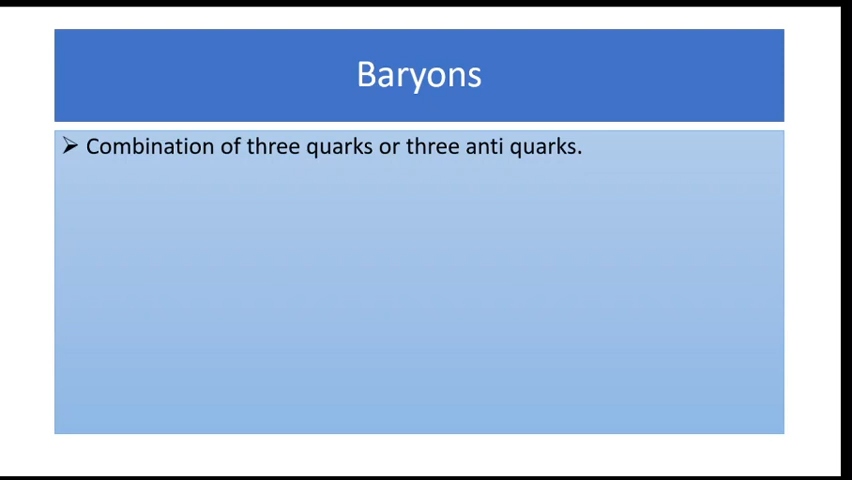 Baryons
➢ Combination of three quarks or three anti quarks.